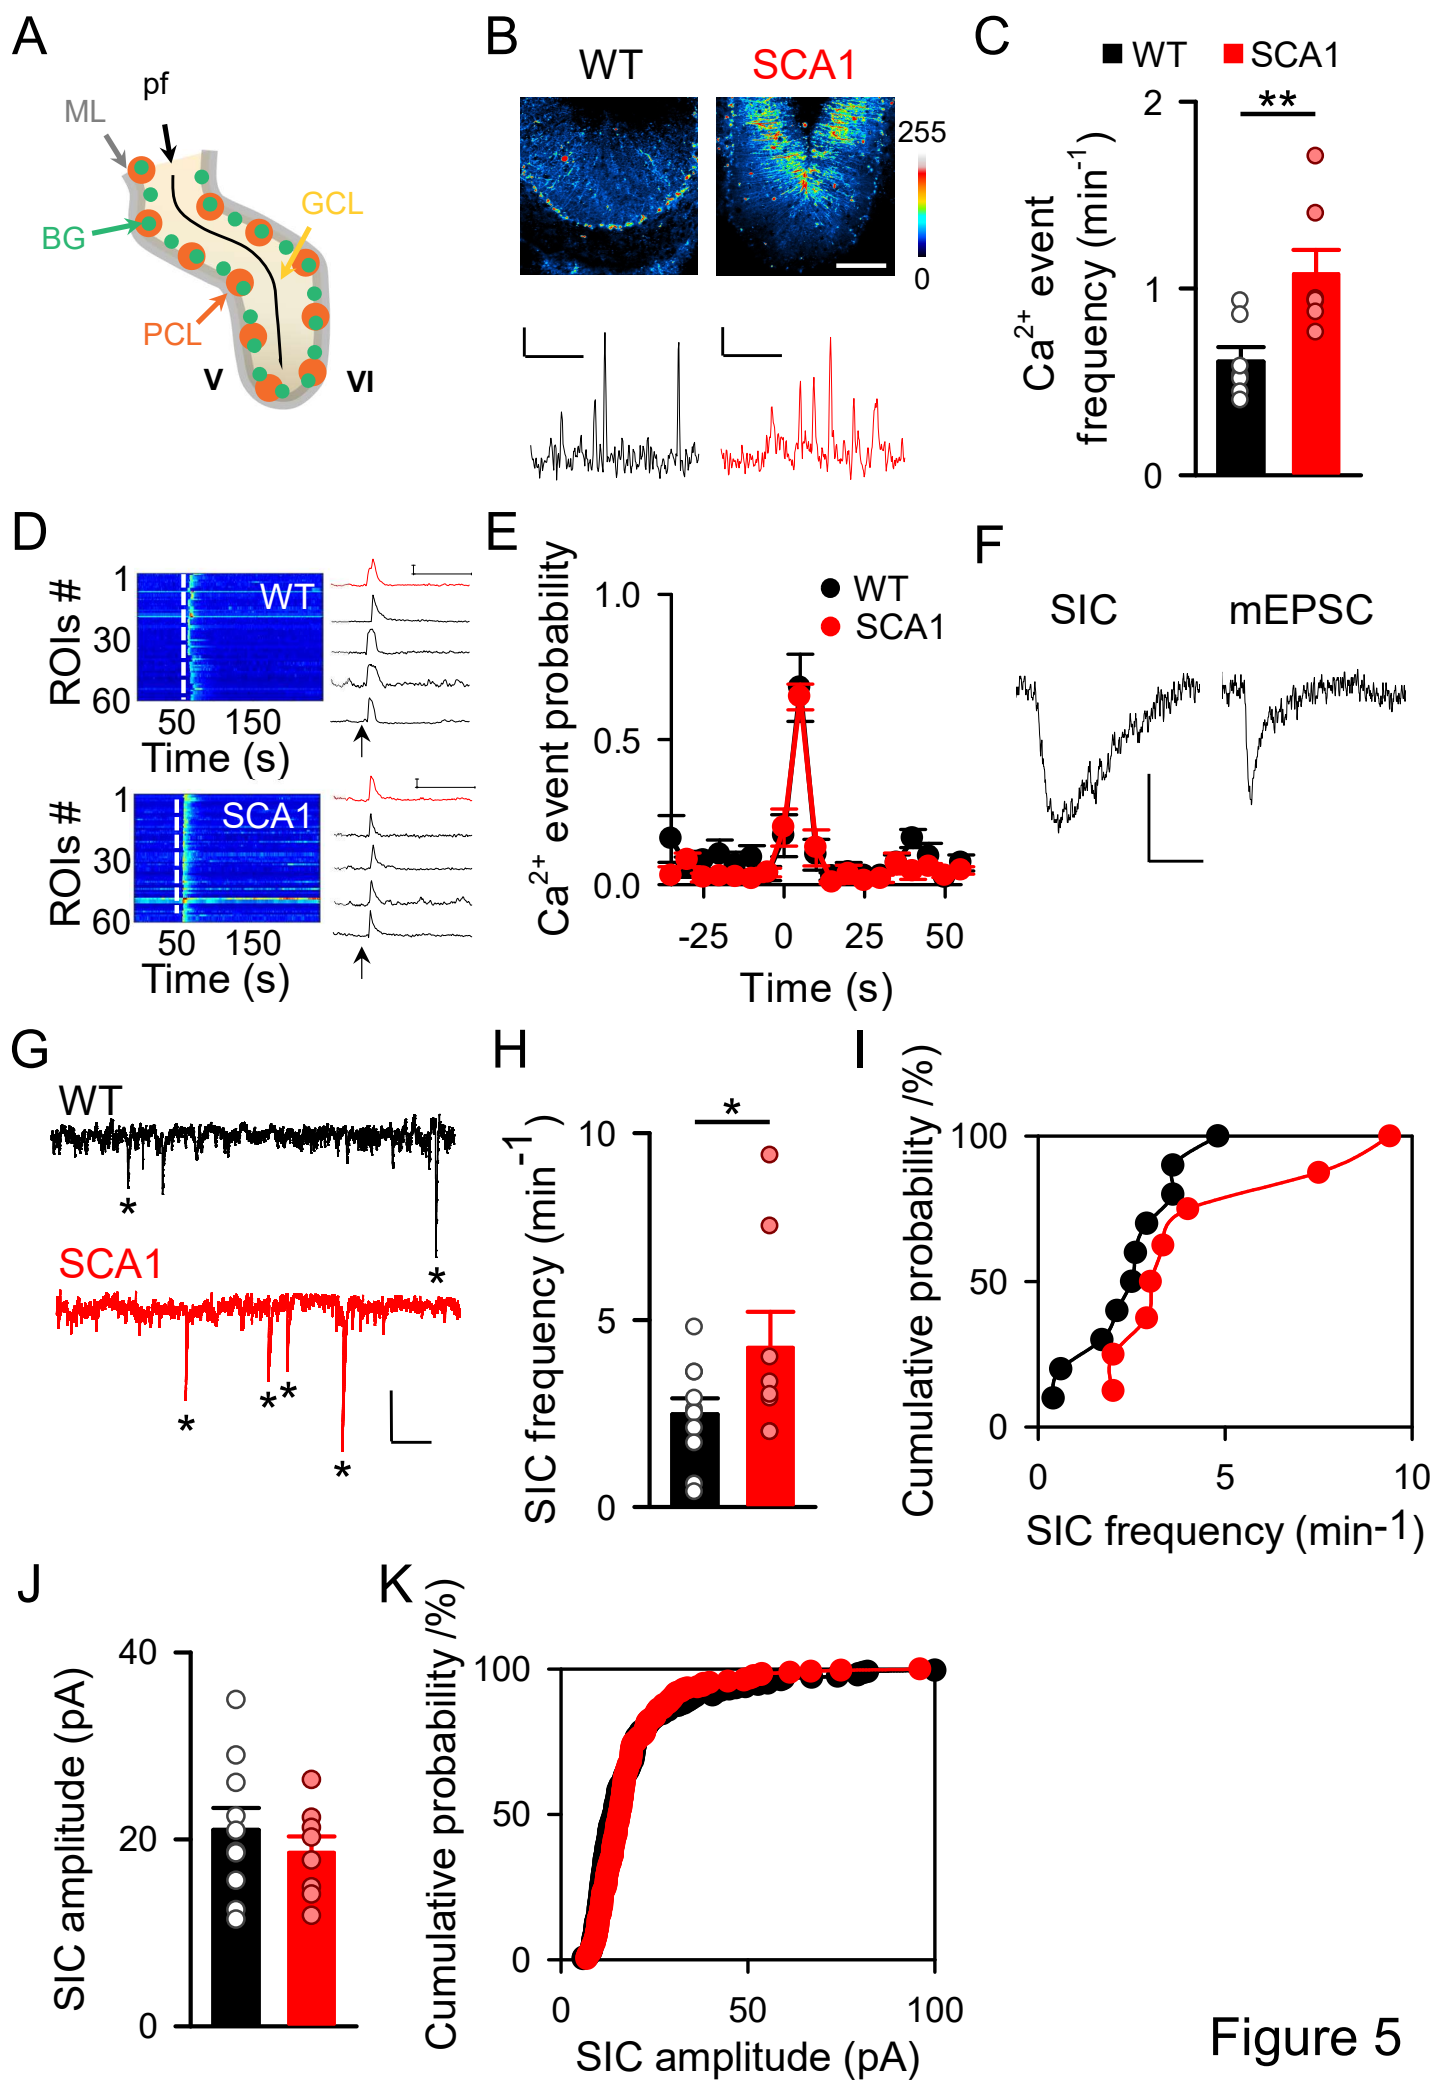 A
pf
ML
GCL
BG
PCL
V
VI
B
WT
SCA1
255
0
C
WT
SCA1
**
2
1
0
Ca2+ event
frequency (min-1)
D
ROIs #
1
30
60
WT
50
150
Time (s)
ROIs #
1
30
60
SCA1
50
150
Time (s)
E
Ca2+ event probability
WT
SCA1
1.0
0.5
0.0
-25
0
25
50
Time (s)
F
SIC
mEPSC
G
WT
*
*
SCA1
*
*
*
*
H
SIC frequency (min-1)
*
10
5
0
I
Cumulative probability /%)
100
50
0
0
5
10
SIC frequency (min-1)
J
SIC amplitude (pA)
40
20
0
K
Cumulative probability /%)
100
50
0
0
50
100
SIC amplitude (pA)
Figure 5